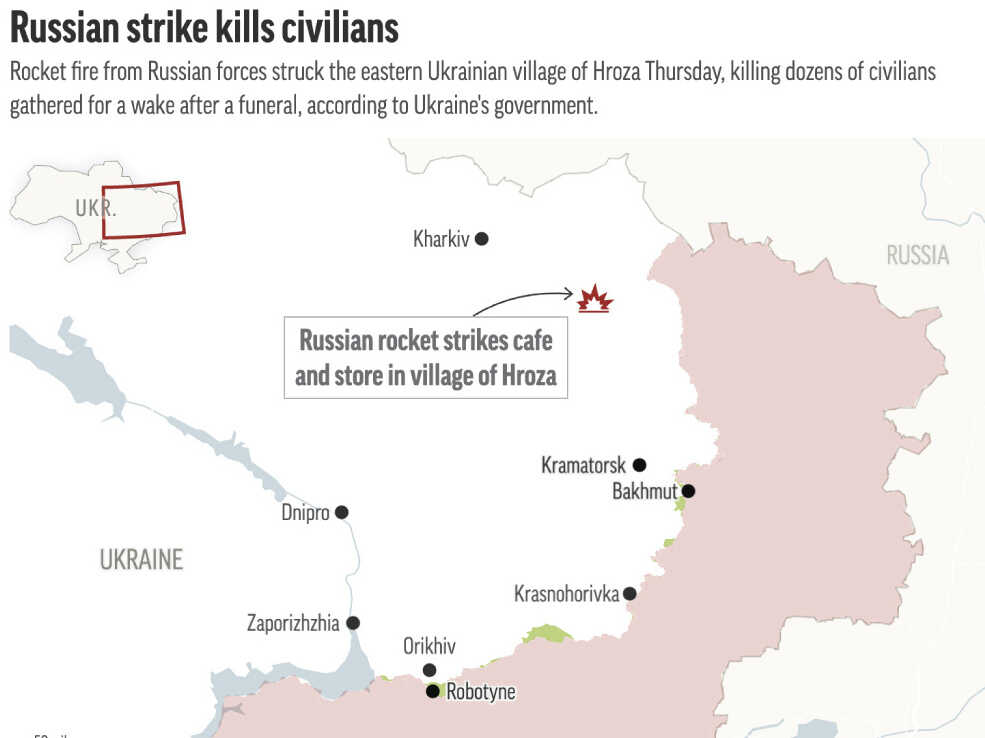 Russian strike kills civilians
Rocket fire from Russian forces struck the eastern Ukrainian village of Hroza Thursday, killing dozens of civilians
gathered for a wake after a funeral, according to Ukraine's government.
UKR.
Kharkiv
RUSSIA
Russian rocket strikes cafe
and store in village of Hroza
Kramatorsk
Bakhmut
Dnipro
UKRAINE
Krasnohorivka
Zaporizhzhia
Orikhiv
Robotyne